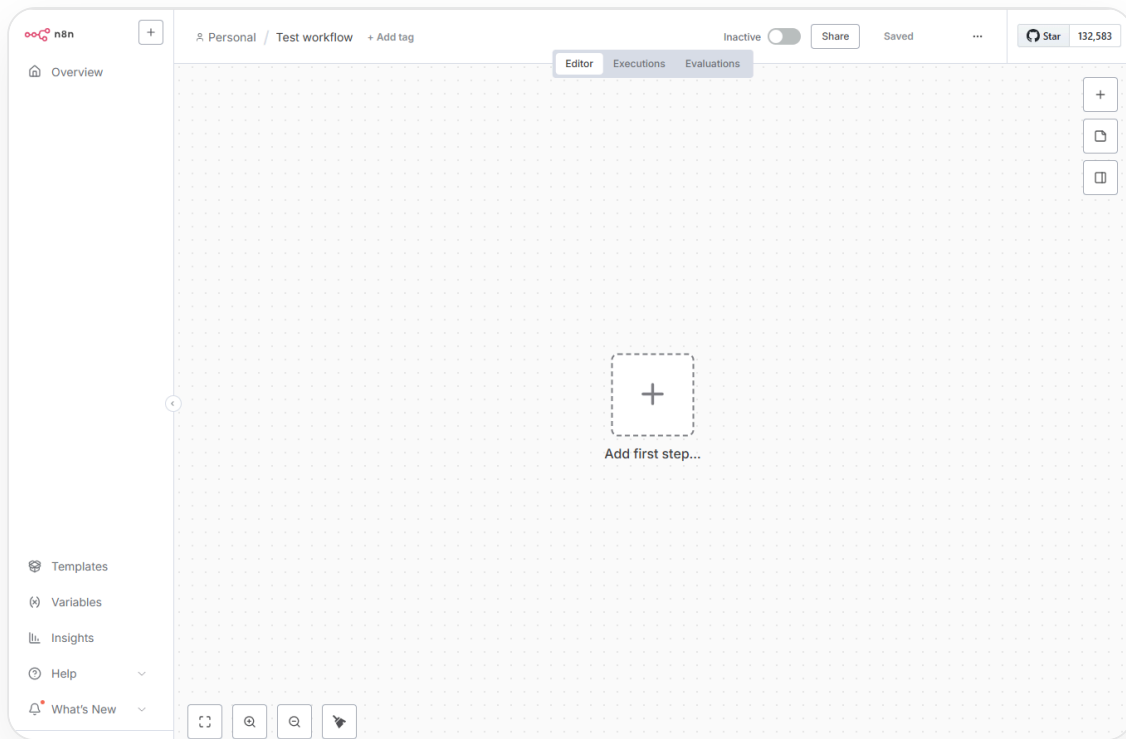 n8n
Personal / Test workflow + Add tag
Inactive
Share
Saved
Star 132,583
Editor Executions Evaluations
Overview
Add first step...
Templates
Variables
Insights
Help
What's New